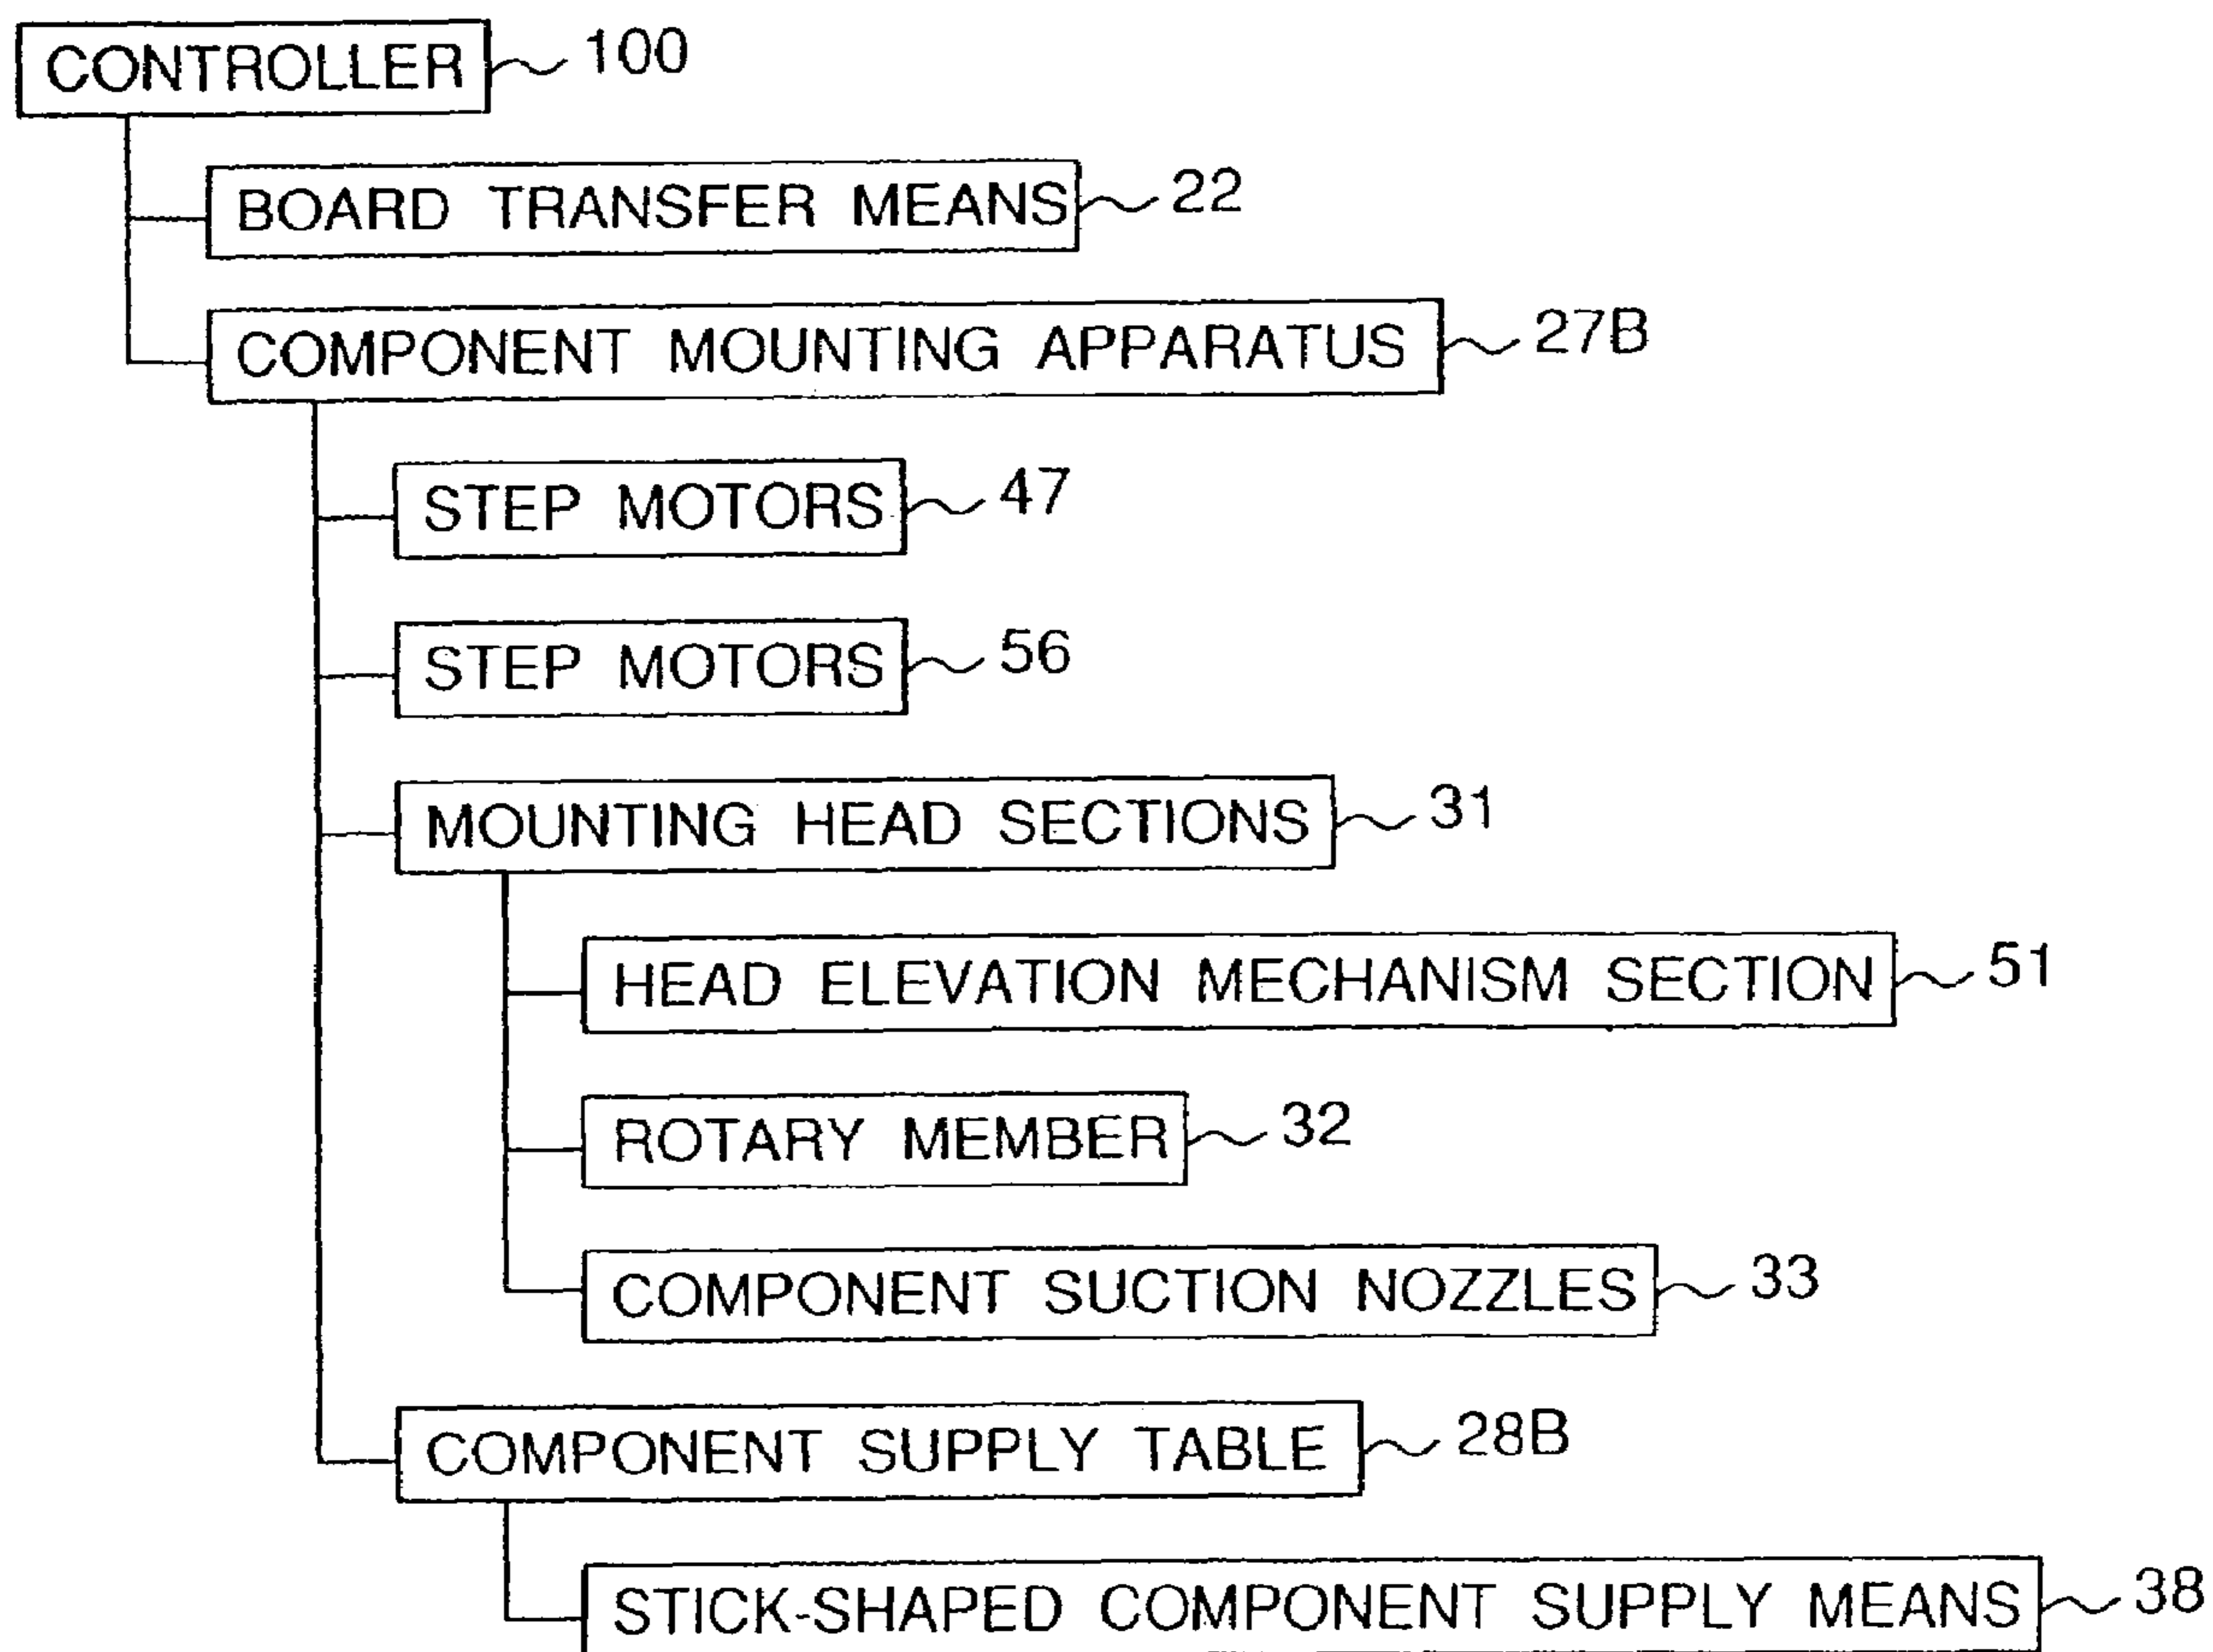 CONTROLLER 100
BOARD TRANSFER MEANS 22
COMPONENT MOUNTING APPARATUS 27B
STEP MOTORS 47
STEP MOTORS 56
MOUNTING HEAD SECTIONS 31
HEAD ELEVATION MECHANISM SECTION 51
ROTARY MEMBER 32
COMPONENT SUCTION NOZZLES 33
COMPONENT SUPPLY TABLE 28B
STICK-SHAPED COMPONENT SUPPLY MEANS 38